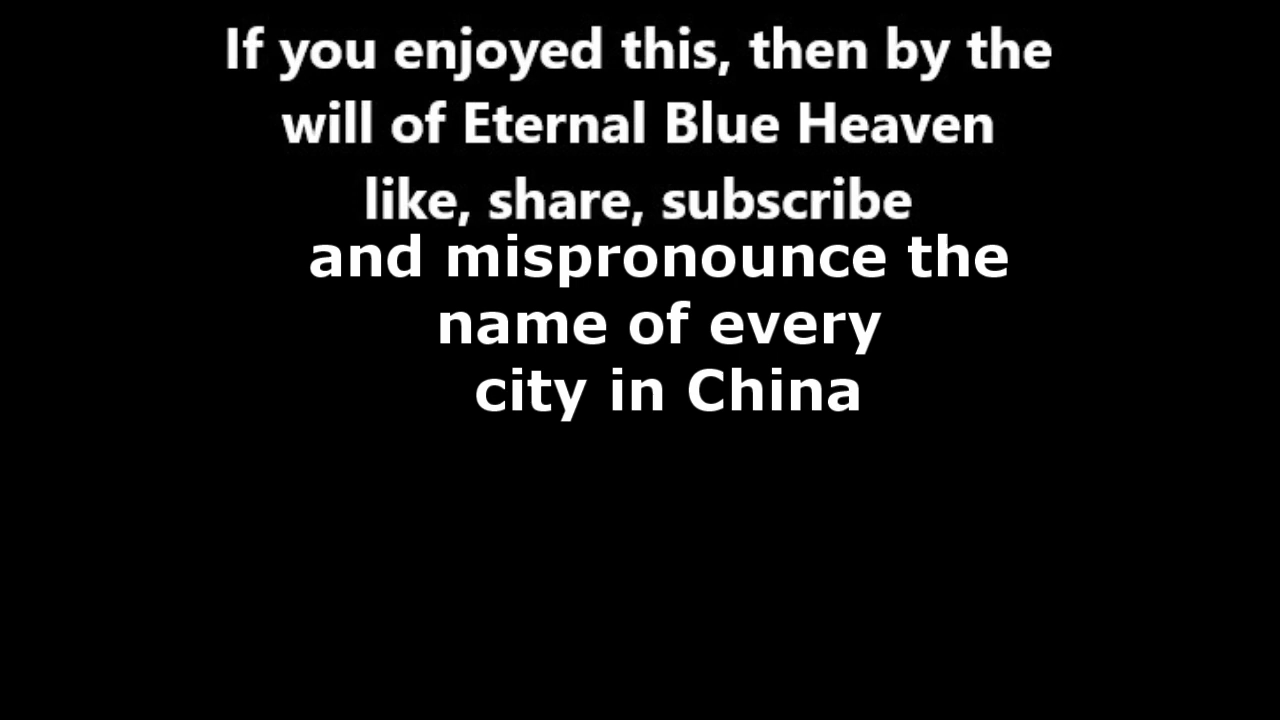 If you enjoyed this, then by the
will of Eternal Blue Heaven
like, share, subscribe
and mispronounce the
name of every
city in China